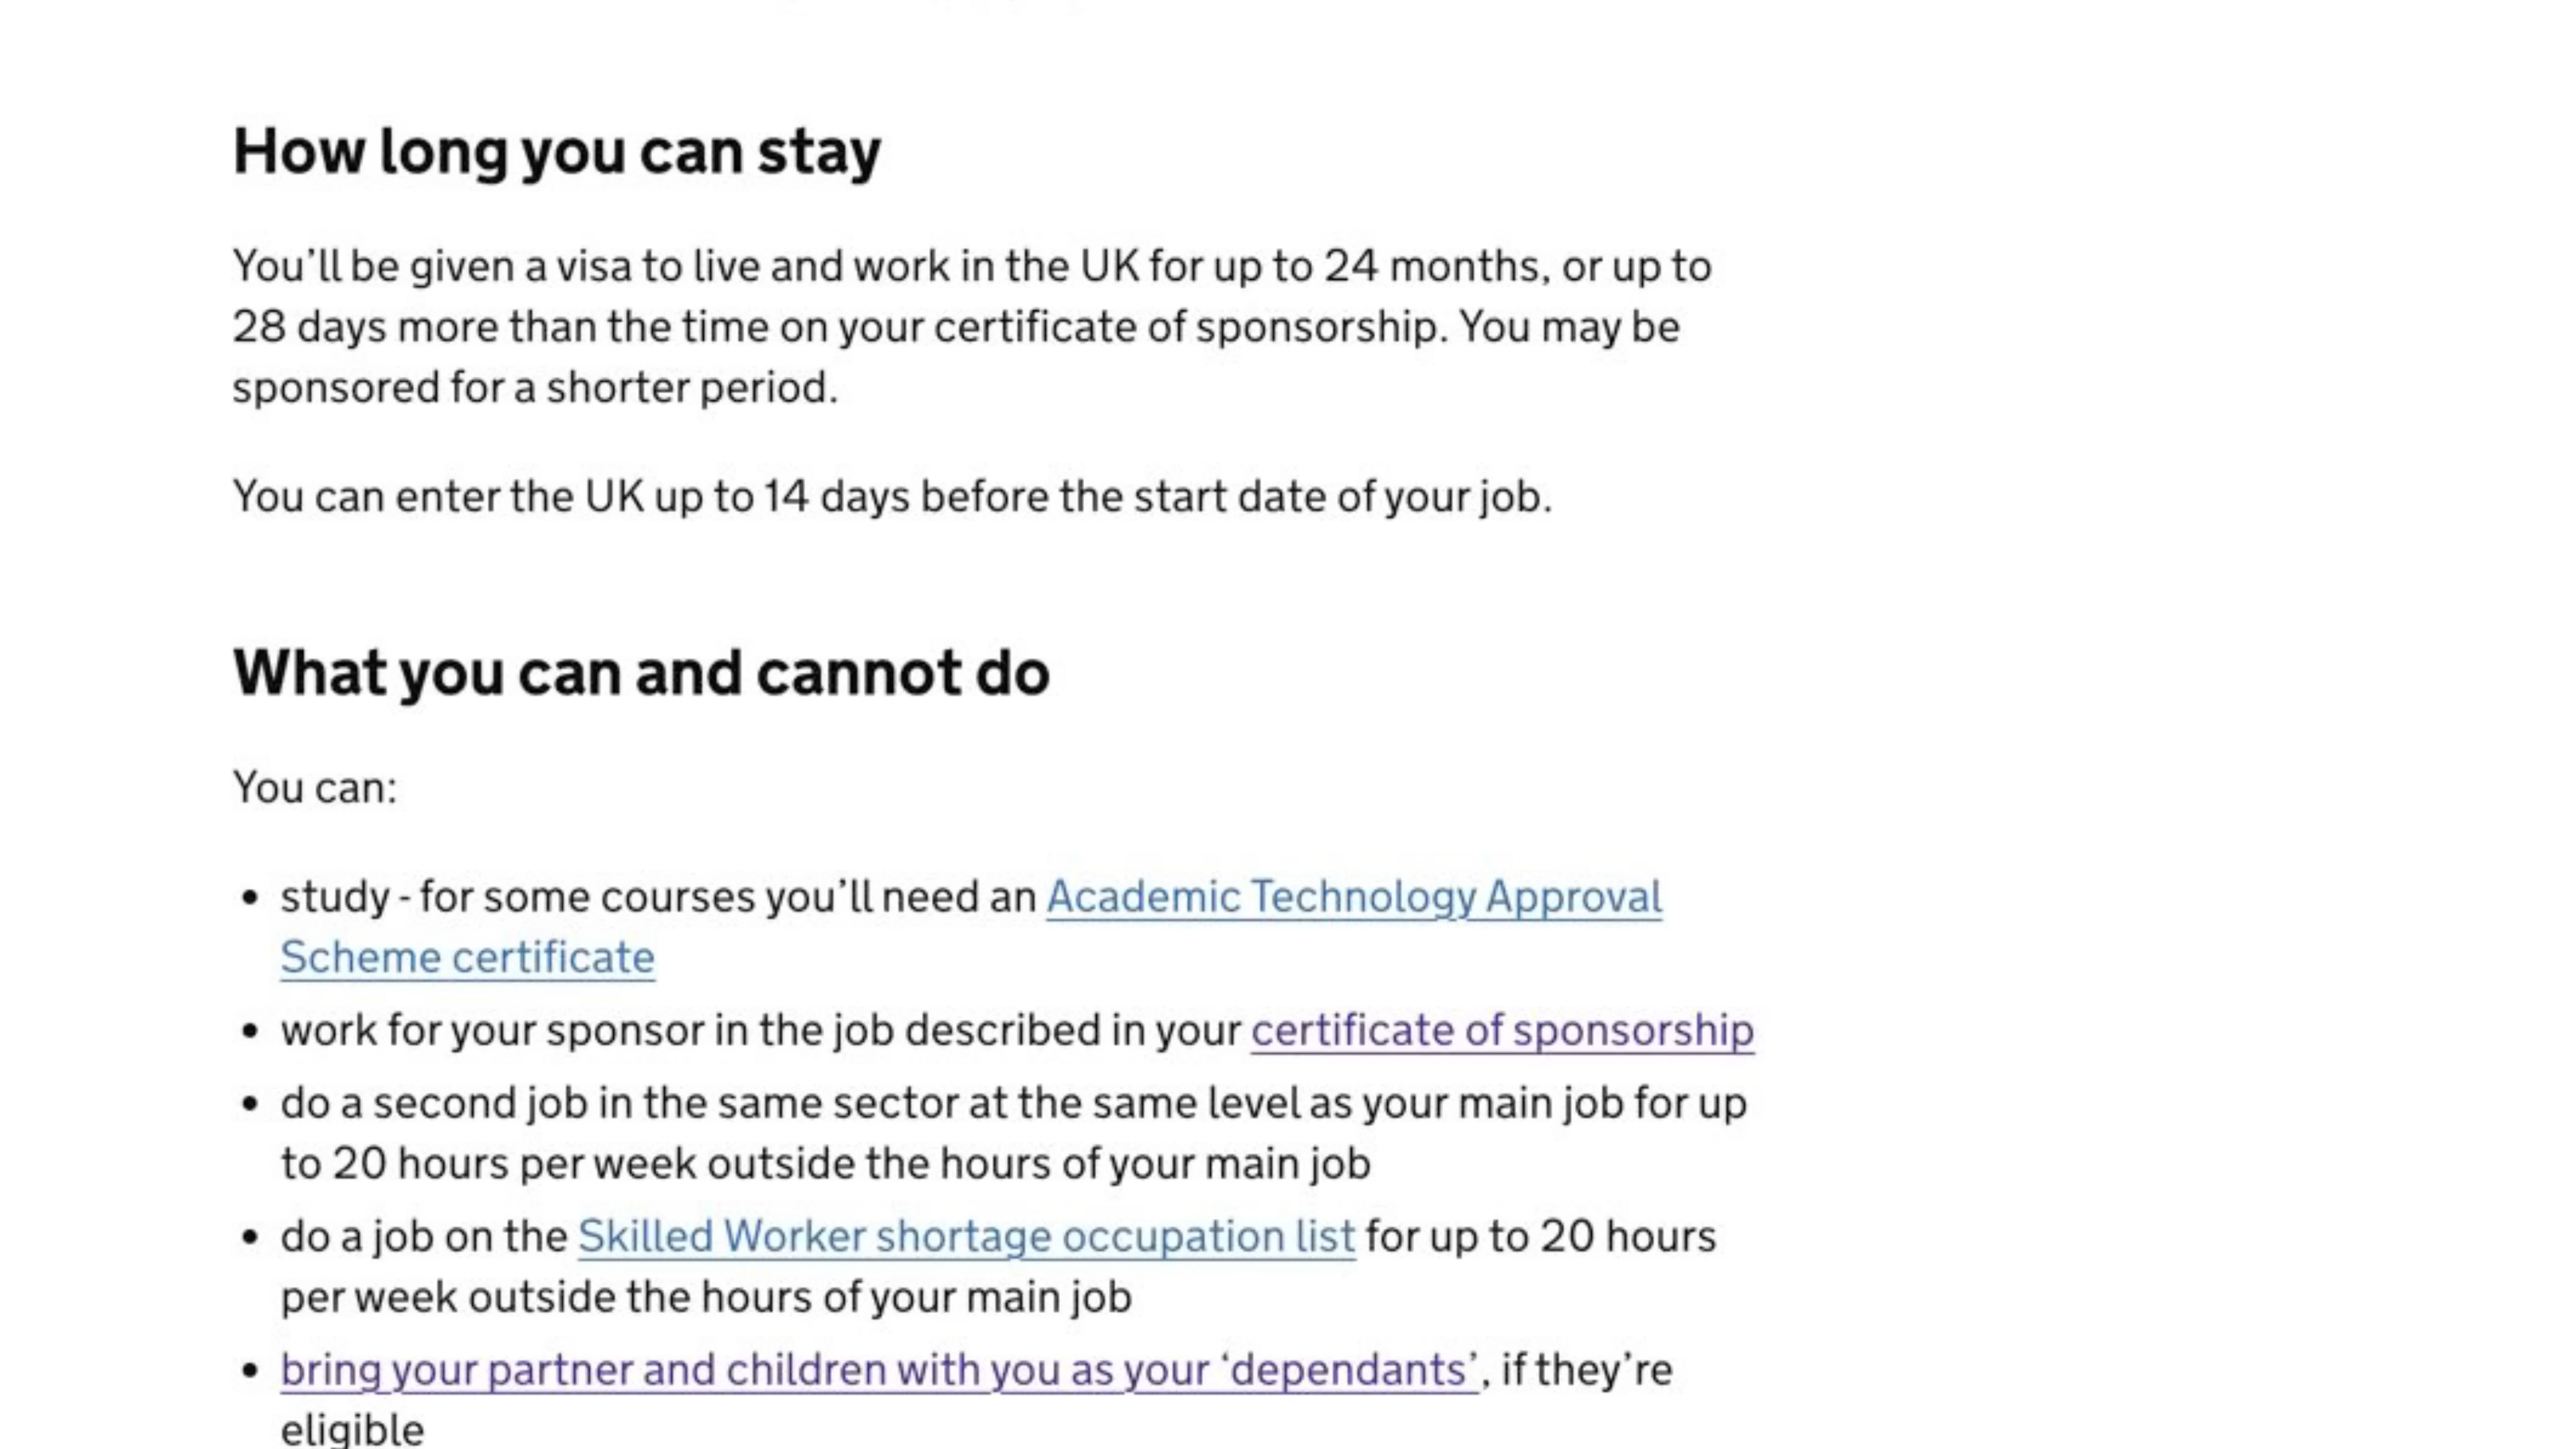 How long you can stay
You’ll be given a visa to live and work in the UK for up to 24 months, or up to
28 days more than the time on your certificate of sponsorship. You may be
sponsored for a shorter period.
You can enter the UK up to 14 days before the start date of your job.
What you can and cannot do
You can:
• study - for some courses you’ll need an Academic Technology Approval
Scheme certificate
• work for your sponsor in the job described in your certificate of sponsorship
• do a second job in the same sector at the same level as your main job for up
to 20 hours per week outside the hours of your main job
• do a job on the Skilled Worker shortage occupation list for up to 20 hours
per week outside the hours of your main job
• bring your partner and children with you as your ‘dependants’, if they’re
eligible